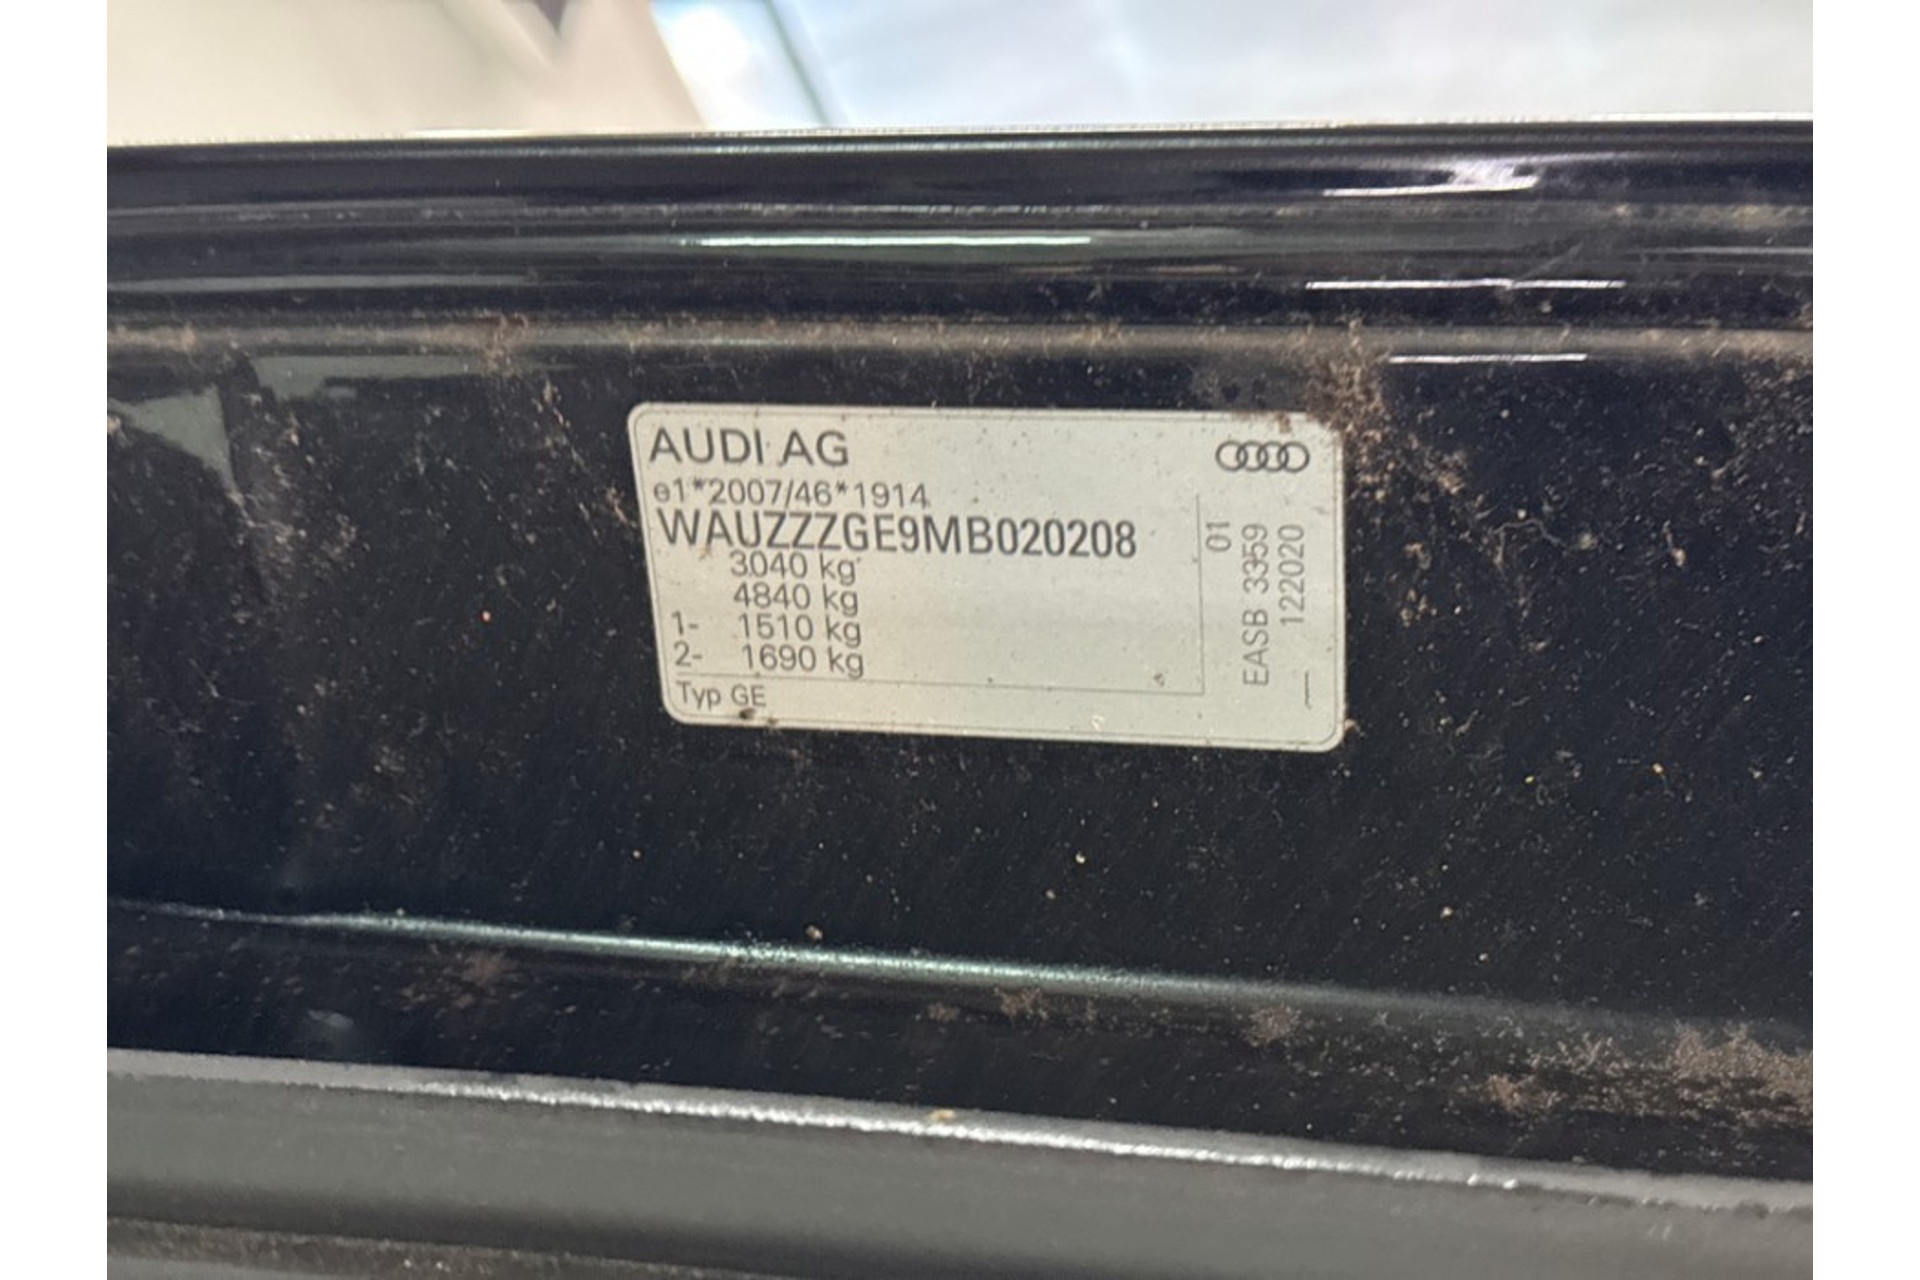 AUDI AG
e1*2007/46*1914
WAUZZZGE9MB020208
3040 kg
4840 kg
1- 1510 kg
2- 1690 kg
Typ GE
01
EASB 3359
122020